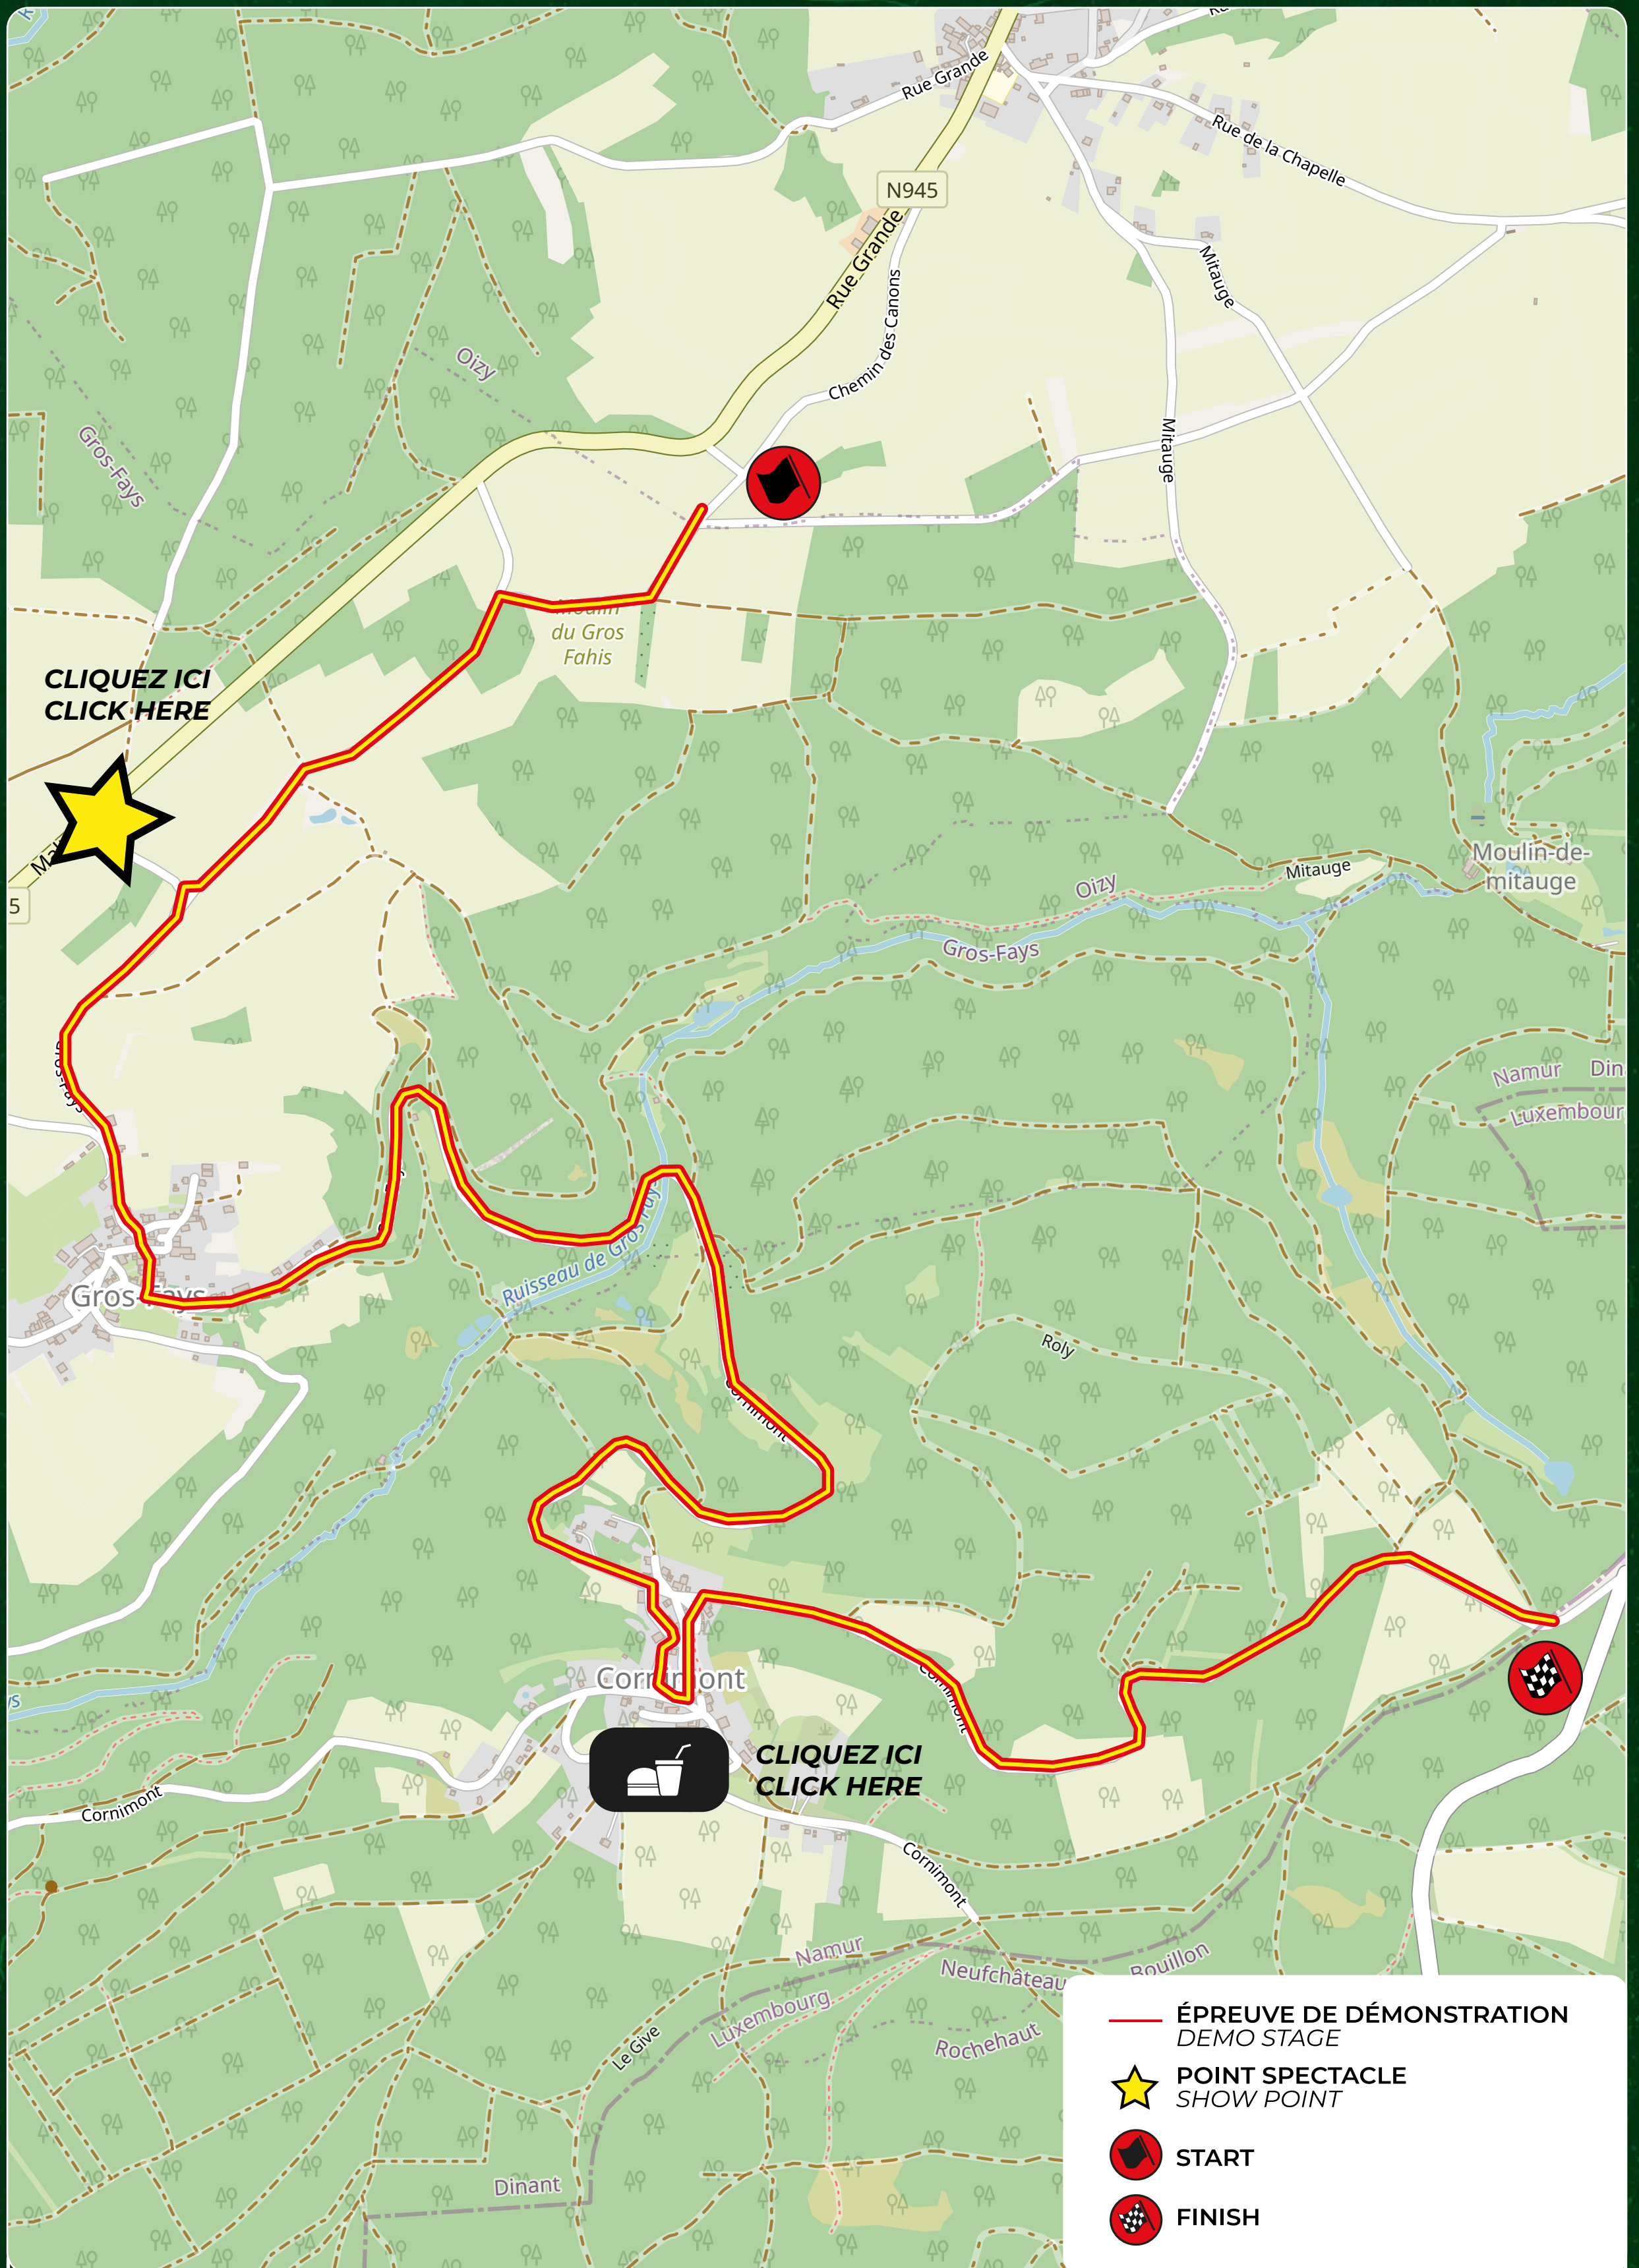 Rue Grande
Rue de la Chapelle
N945
Rue Grande
Mitauge
Chemin des Canons
Oizy
Gros-Fays
Mitauge
Moulin
du Gros
Fahis
CLIQUEZ ICI
CLICK HERE
5
Moulin-de-
mitauge
Mitauge
Oizy
Gros-Fays
Namur
Luxembour
Gros-Fays
Ruisseau de Gros-Fays
Gros-Fays
Roly
Cornimont
Cornimont
Cornimont
CLIQUEZ ICI
CLICK HERE
Cornimont
Cornimont
Namur
Neufchâteau
Bouillon
Luxembourg
Rochehaut
Le Give
Dinant
ÉPREUVE DE DÉMONSTRATION
DEMO STAGE
POINT SPECTACLE
SHOW POINT
START
FINISH